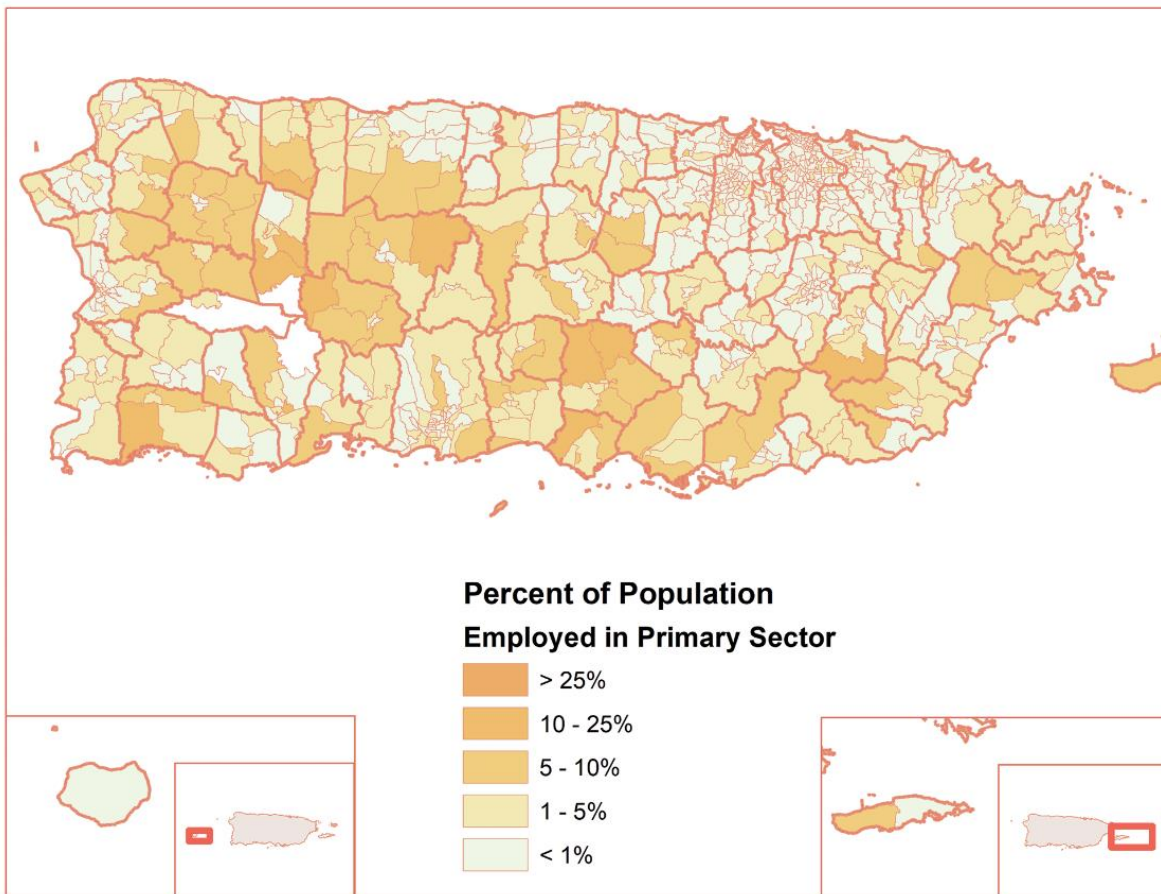 Percent of Population
Employed in Primary Sector
> 25%
10 - 25%
5 - 10%
1 - 5%
< 1%